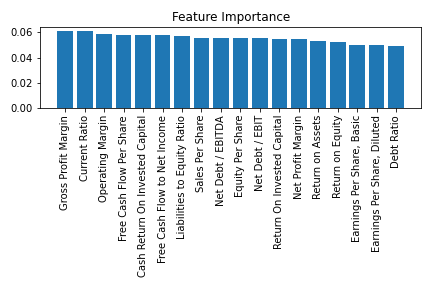 Feature Importance
0.06
0.04
0.02
0.00
Gross Profit Margin
Current Ratio
Operating Margin
Free Cash Flow Per Share
Cash Return On Invested Capital
Free Cash Flow to Net Income
Liabilities to Equity Ratio
Sales Per Share
Net Debt / EBITDA
Equity Per Share
Net Debt / EBIT
Return On Invested Capital
Net Profit Margin
Return on Assets
Return on Equity
Earnings Per Share, Basic
Earnings Per Share, Diluted
Debt Ratio